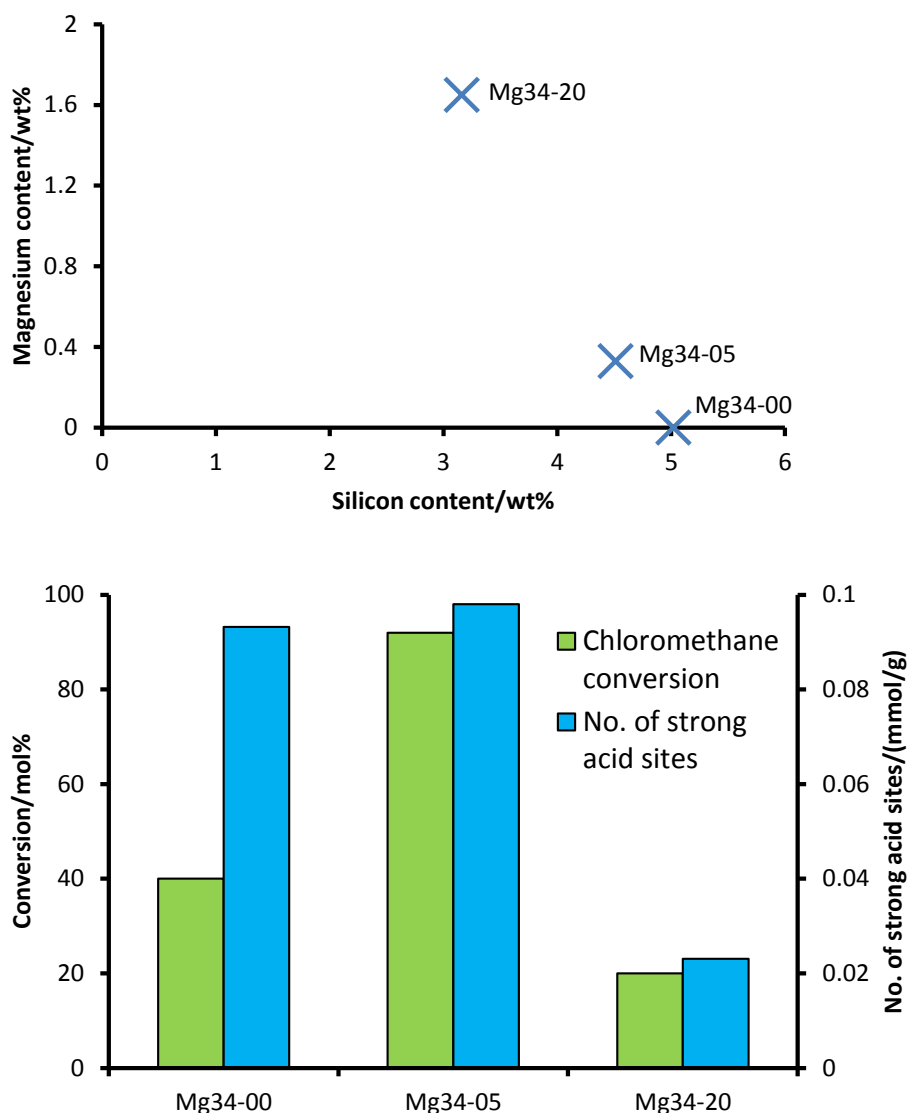 2
1.6
1.2
0.8
0.4
0
Magnesium content/wt%
Mg34-20
Mg34-05
Mg34-00
0 1 2 3 4 5 6
Silicon content/wt%
100
80
60
40
20
0
Conversion/mol%
Chloromethane
conversion
No. of strong
acid sites
0.1
0.08
0.06
0.04
0.02
0
No. of strong acid sites/(mmol/g)
Mg34-00 Mg34-05 Mg34-20